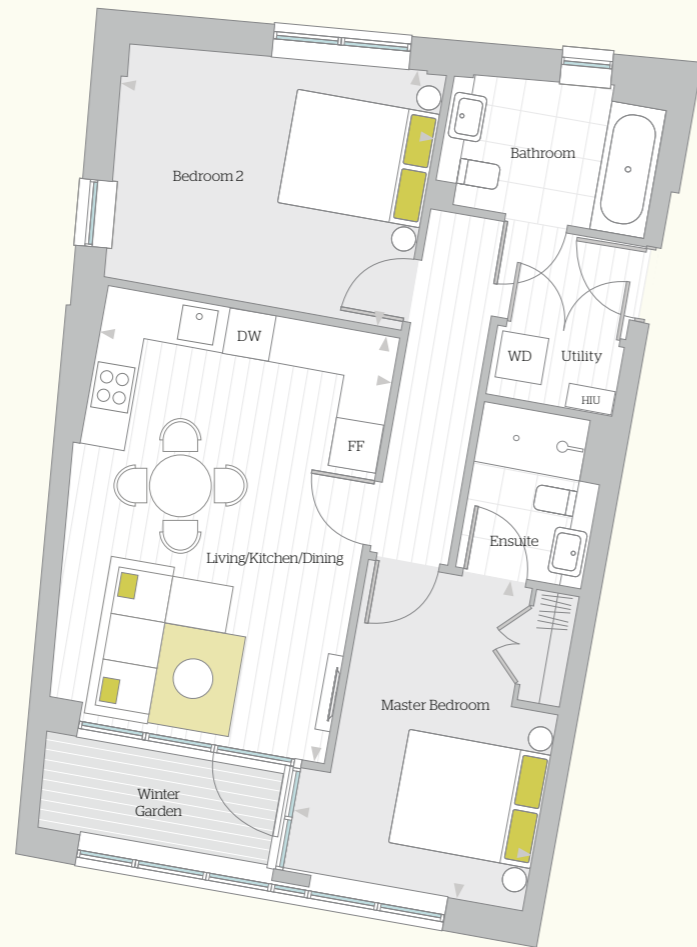 Bedroom 2
Bathroom
DW
WD
Utility
HIU
FF
Ensuite
Living/Kitchen/Dining
Master Bedroom
Winter
Garden